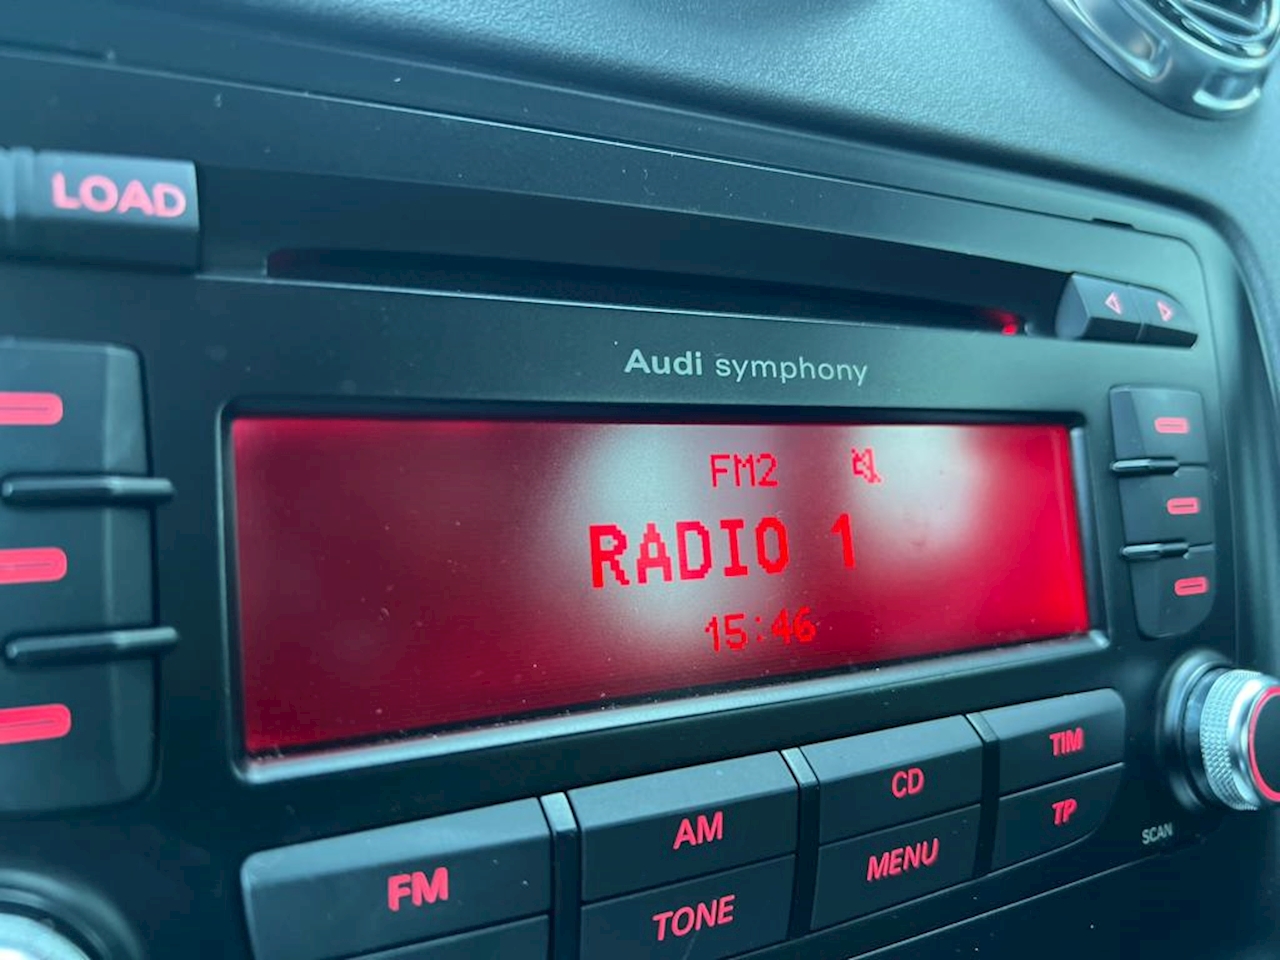 LOAD
Audi symphony
FM2
RADIO 1
15:46
FM
AM
CD
TIM
TONE
MENU
TP
SCAN